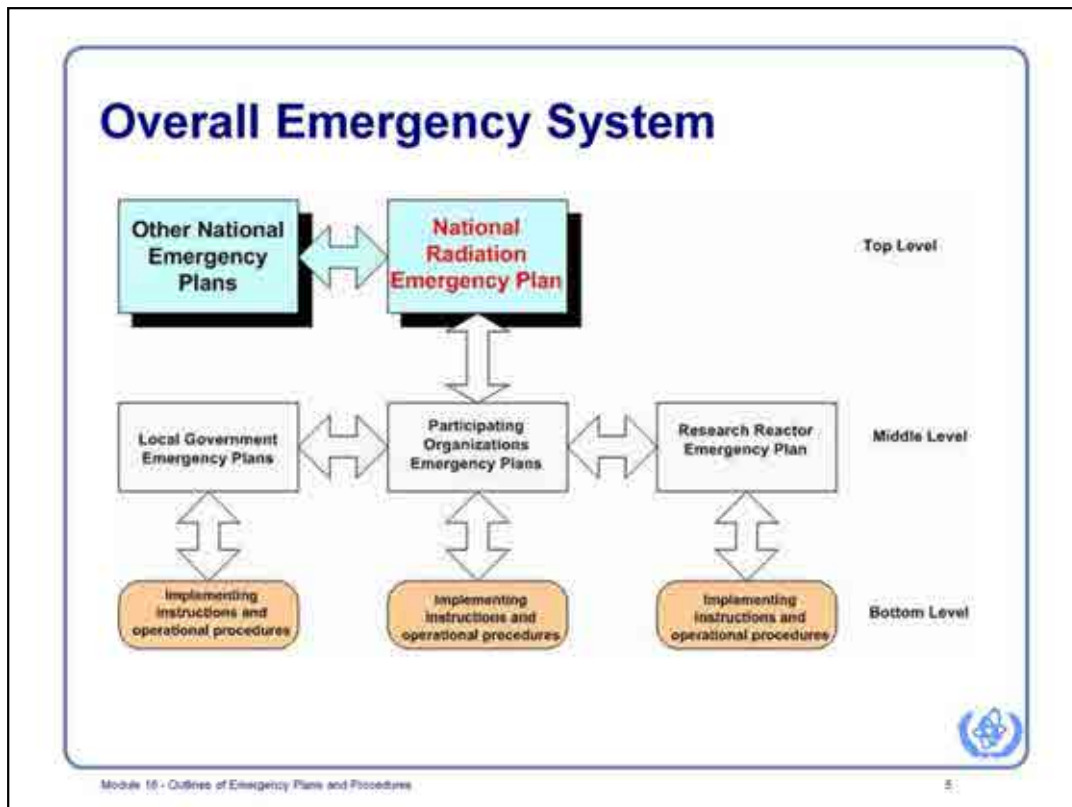 Overall Emergency System
Other National
Emergency
Plans
National
Radiation
Emergency Plan
Top Level
Local Government
Emergency Plans
Participating
Organizations
Emergency Plans
Research Reactor
Emergency Plan
Middle Level
Implementing
instructions and
operational procedures
Implementing
instructions and
operational procedures
Implementing
instructions and
operational procedures
Bottom Level
Module 16 - Outlines of Emergency Plans and Procedures
5